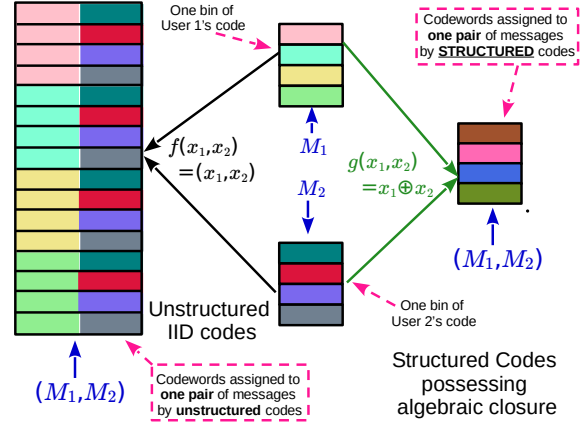 One bin of
User 1's code
Codewords assigned to
one pair of messages
by STRUCTURED codes
f(x₁,x₂)
=(x₁,x₂)
M₁
M₂
g(x₁,x₂)
=x₁⊕x₂
(M₁,M₂)
Unstructured
IID codes
One bin of
User 2's code
(M₁,M₂)
Codewords assigned to
one pair of messages
by unstructured codes
Structured Codes
possessing
algebraic closure